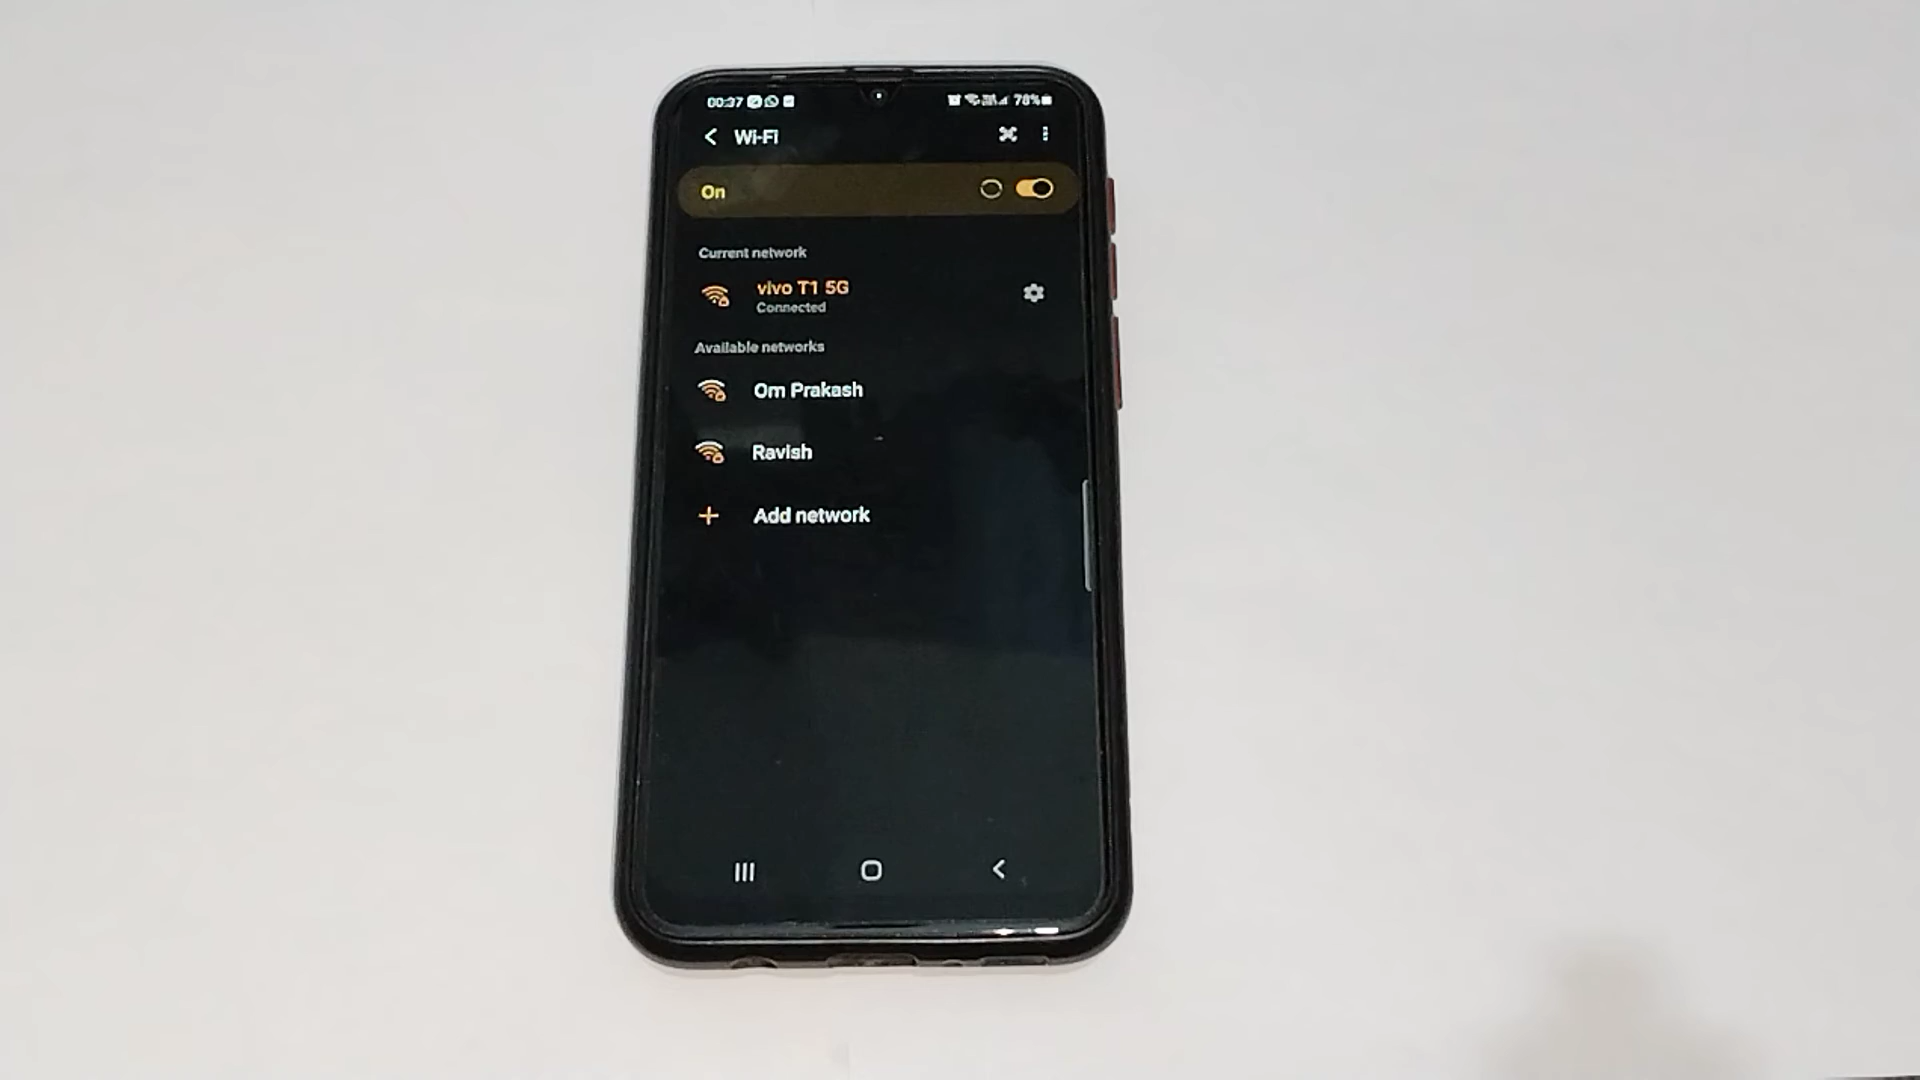 00:37 78%
Wi-Fi
On
Current network
vivo T1 5G
Connected
Available networks
Om Prakash
Ravish
Add network